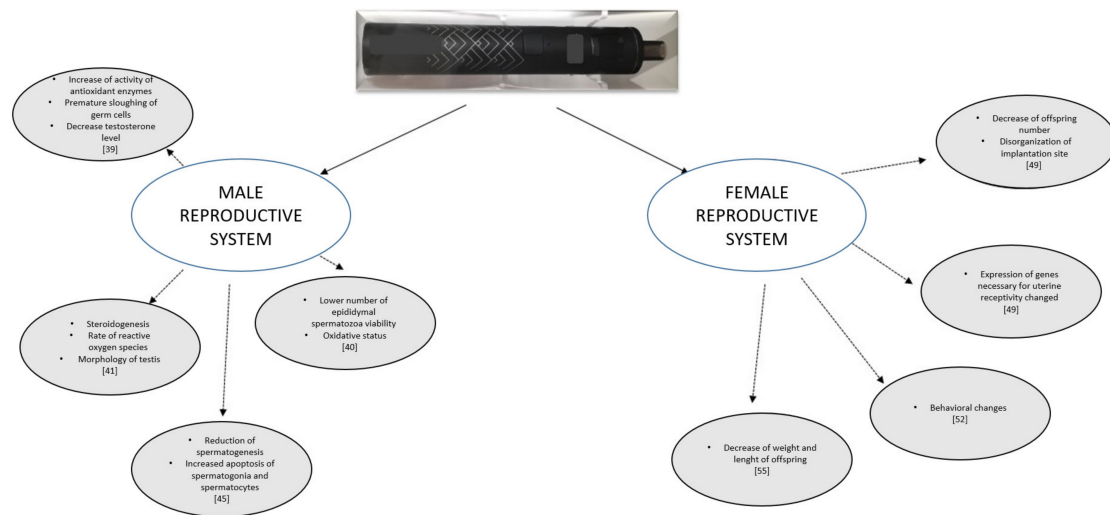 • Increase of activity of
antioxidant enzymes
• Premature sloughing of
germ cells
• Decrease testosterone
level
[39]
MALE
REPRODUCTIVE
SYSTEM
• Steroidogenesis
• Rate of reactive
oxygen species
• Morphology of testis
[41]
• Lower number of
epididymal
spermatozoa viability
• Oxidative status
[40]
• Reduction of
spermatogenesis
• Increased apoptosis of
spermatogonia and
spermatocytes
[45]
FEMALE
REPRODUCTIVE
SYSTEM
• Decrease of offspring
number
• Disorganization of
implantation site
[49]
• Expression of genes
necessary for uterine
receptivity changed
[49]
• Behavioral changes
[52]
• Decrease of weight and
lenght of offspring
[55]